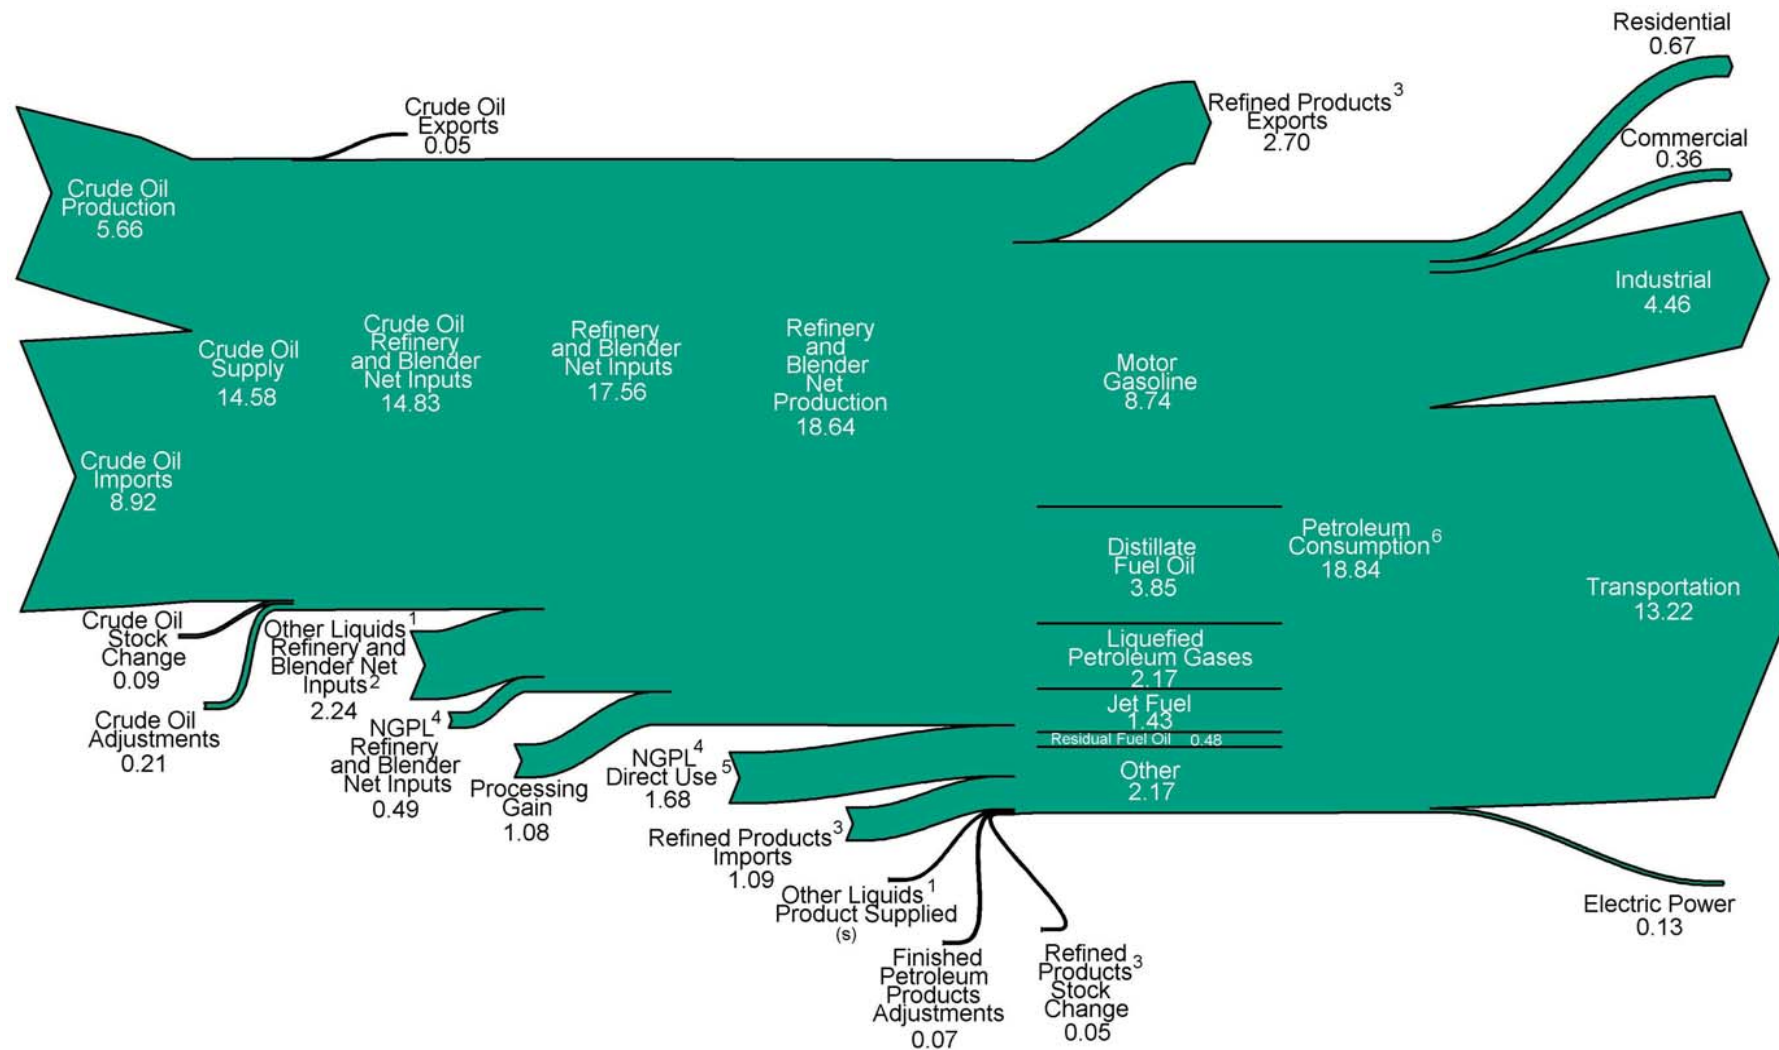 Residential
0.67
Crude Oil
Exports
0.05
Refined Products3
Exports
2.70
Commercial
0.36
Crude Oil
Production
5.66
Industrial
4.46
Crude Oil
Supply
14.58
Crude Oil
Refinery
and Blender
Net Inputs
14.83
Refinery
and Blender
Net Inputs
17.56
Refinery
and
Blender
Net
Production
18.64
Motor
Gasoline
8.74
Crude Oil
Imports
8.92
Distillate
Fuel Oil
3.85
Petroleum
Consumption6
18.84
Transportation
13.22
Crude Oil
Stock
Change
0.09
Other Liquids1
Refinery and
Blender Net
Inputs2
2.24
Liquefied
Petroleum Gases
2.17
Jet Fuel
1.43
Residual Fuel Oil 0.48
Other
2.17
Crude Oil
Adjustments
0.21
NGPL4
Refinery
and Blender
Net Inputs
0.49
Processing
Gain
1.08
NGPL4
Direct Use5
1.68
Refined Products3
Imports
1.09
Other Liquids1
Product Supplied
(s)
Finished
Petroleum
Products
Adjustments
0.07
Refined
Products3
Stock
Change
0.05
Electric Power
0.13